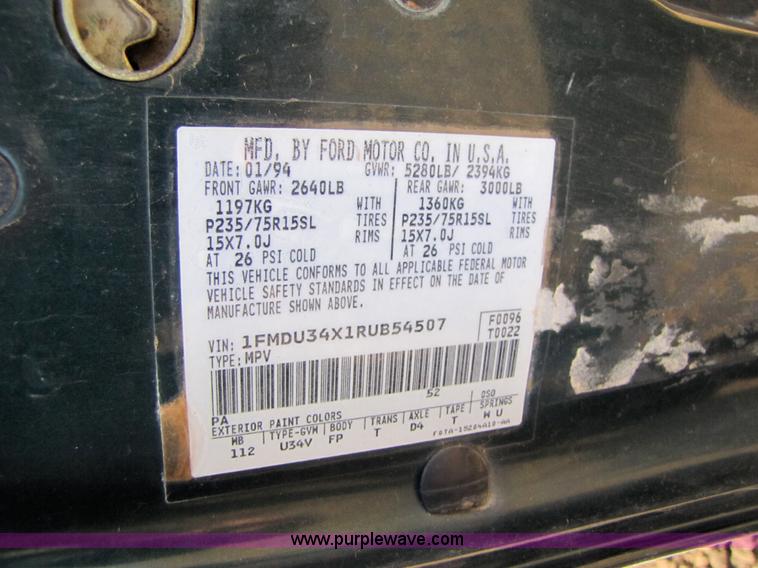 MFD. BY FORD MOTOR CO. IN U.S.A.
DATE: 01/94 GVWR: 5280LB/ 2394KG
FRONT GAWR: 2640LB REAR GAWR: 3000LB
1197KG WITH 1360KG WITH
P235/75R15SL TIRES P235/75R15SL TIRES
15X7.0J RIMS 15X7.0J RIMS
AT 26 PSI COLD AT 26 PSI COLD
THIS VEHICLE CONFORMS TO ALL APPLICABLE FEDERAL MOTOR
VEHICLE SAFETY STANDARDS IN EFFECT ON THE DATE OF
MANUFACTURE SHOWN ABOVE.
VIN: 1FMDU34X1RUB54507 F0096
TYPE: MPV T0022
PA 52 DSO
EXTERIOR PAINT COLORS
WB TYPE-GVM BODY TRANS AXLE TAPE SPRINGS
112 U34V FP T D4 T W U
F0TA-15204A10-AA
www.purplewave.com